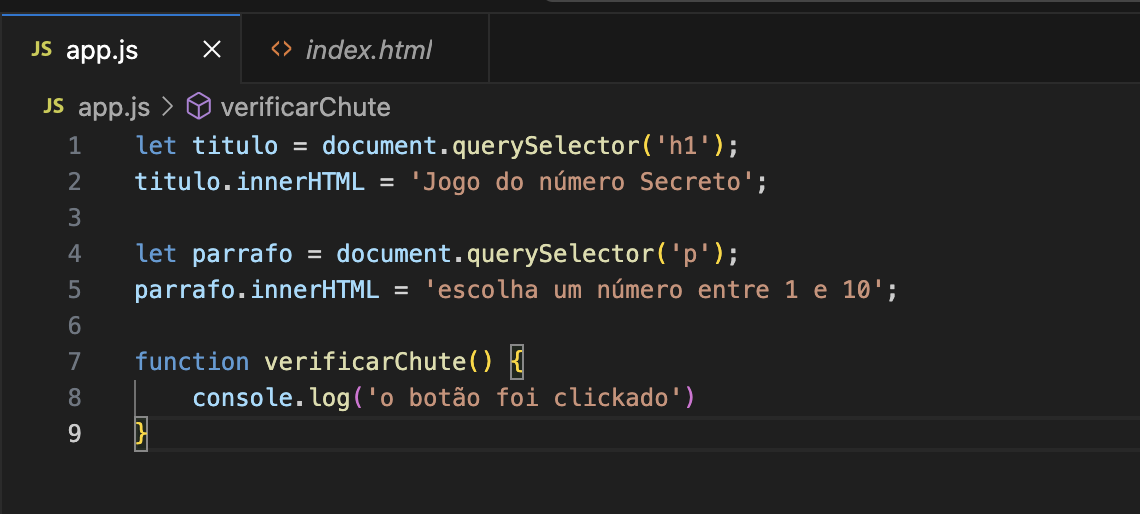 JS app.js × <> index.html
JS app.js > verificarChute
1 let titulo = document.querySelector('h1');
2 titulo.innerHTML = 'Jogo do número Secreto';
3
4 let parrafo = document.querySelector('p');
5 parrafo.innerHTML = 'escolha um número entre 1 e 10';
6
7 function verificarChute() {
8     console.log('o botão foi clickado')
9 }